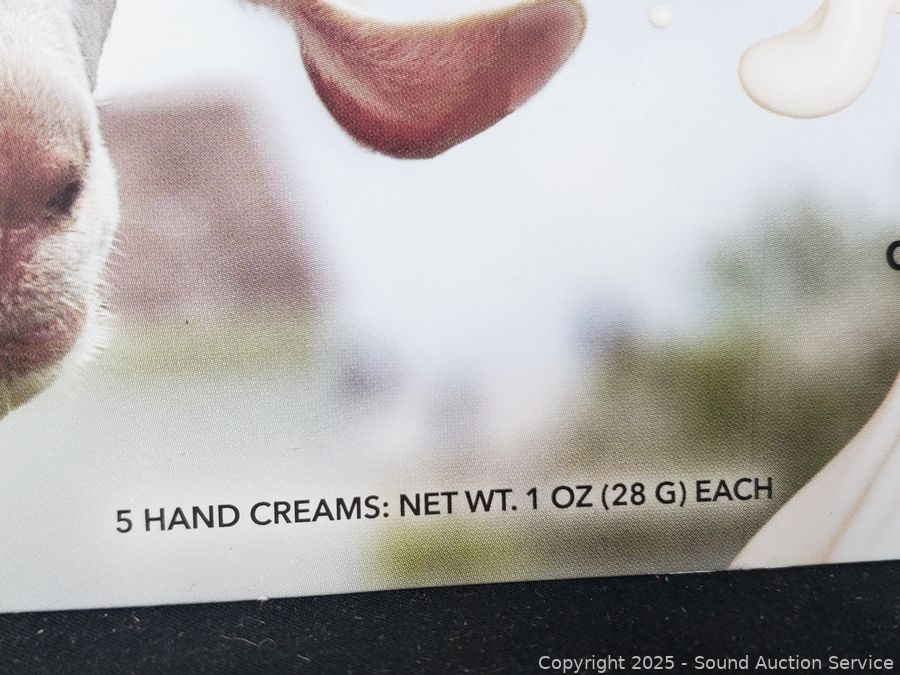 5 HAND CREAMS: NET WT. 1 OZ (28 G) EACH
Copyright 2025 - Sound Auction Service